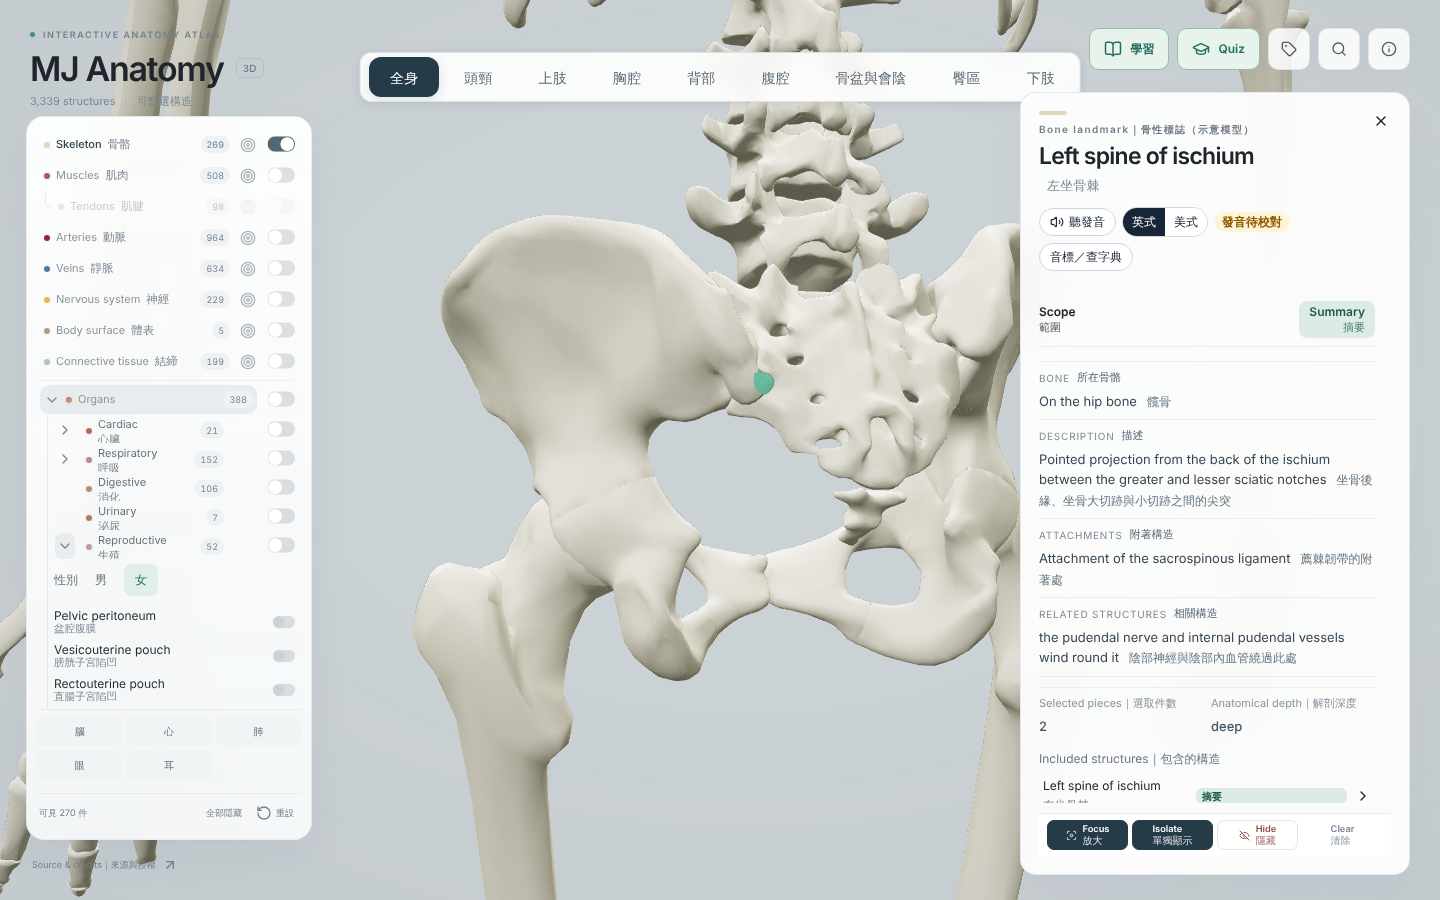 INTERACTIVE ANATOMY ATLAS
MJ Anatomy 3D
3,339 structures · 可點選構造
全身 頭頸 上肢 胸腔 背部 腹腔 骨盆與會陰 臀區 下肢
學習 Quiz
Skeleton 骨骼 269
Muscles 肌肉 508
Tendons 肌腱 98
Arteries 動脈 964
Veins 靜脈 634
Nervous system 神經 229
Body surface 體表 5
Connective tissue 結締 199
Organs 388
Cardiac 21
心臟
Respiratory 152
呼吸
Digestive 106
消化
Urinary 7
泌尿
Reproductive 52
生殖
性別 男 女
Pelvic peritoneum
盆腔腹膜
Vesicouterine pouch
膀胱子宮陷凹
Rectouterine pouch
直腸子宮陷凹
腦 心 肺
眼 耳
可見 270 件 全部隱藏 重設
Source & credits｜來源與授權
Bone landmark｜骨性標誌（示意模型）
Left spine of ischium
左坐骨棘
聽發音 英式 美式 發音待校對
音標／查字典
Scope Summary
範圍 摘要
BONE 所在骨骼
On the hip bone 髖骨
DESCRIPTION 描述
Pointed projection from the back of the ischium
between the greater and lesser sciatic notches 坐骨後
緣、坐骨大切跡與小切跡之間的尖突
ATTACHMENTS 附著構造
Attachment of the sacrospinous ligament 薦棘韌帶的附
著處
RELATED STRUCTURES 相關構造
the pudendal nerve and internal pudendal vessels
wind round it 陰部神經與陰部內血管繞過此處
Selected pieces｜選取件數 Anatomical depth｜解剖深度
2 deep
Included structures｜包含的構造
Left spine of ischium 摘要
Focus Isolate Hide Clear
放大 單獨顯示 隱藏 清除